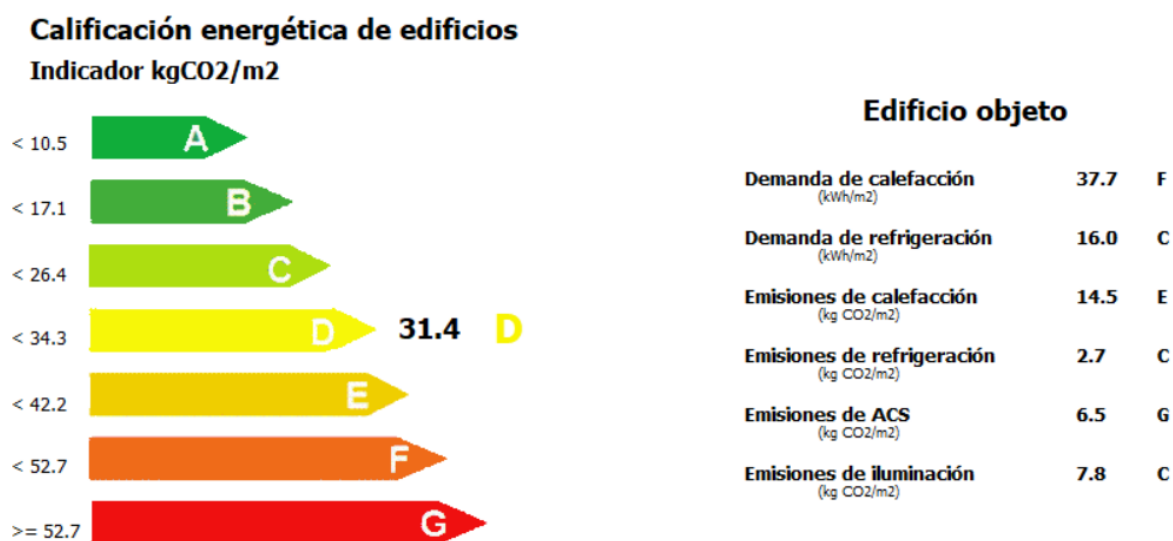 Calificación energética de edificios
Indicador kgCO2/m2
< 10.5 A
< 17.1 B
< 26.4 C
< 34.3 D 31.4 D
< 42.2 E
< 52.7 F
>= 52.7 G
Edificio objeto
Demanda de calefacción 37.7 F
(kWh/m2)
Demanda de refrigeración 16.0 C
(kWh/m2)
Emisiones de calefacción 14.5 E
(kg CO2/m2)
Emisiones de refrigeración 2.7 C
(kg CO2/m2)
Emisiones de ACS 6.5 G
(kg CO2/m2)
Emisiones de iluminación 7.8 C
(kg CO2/m2)